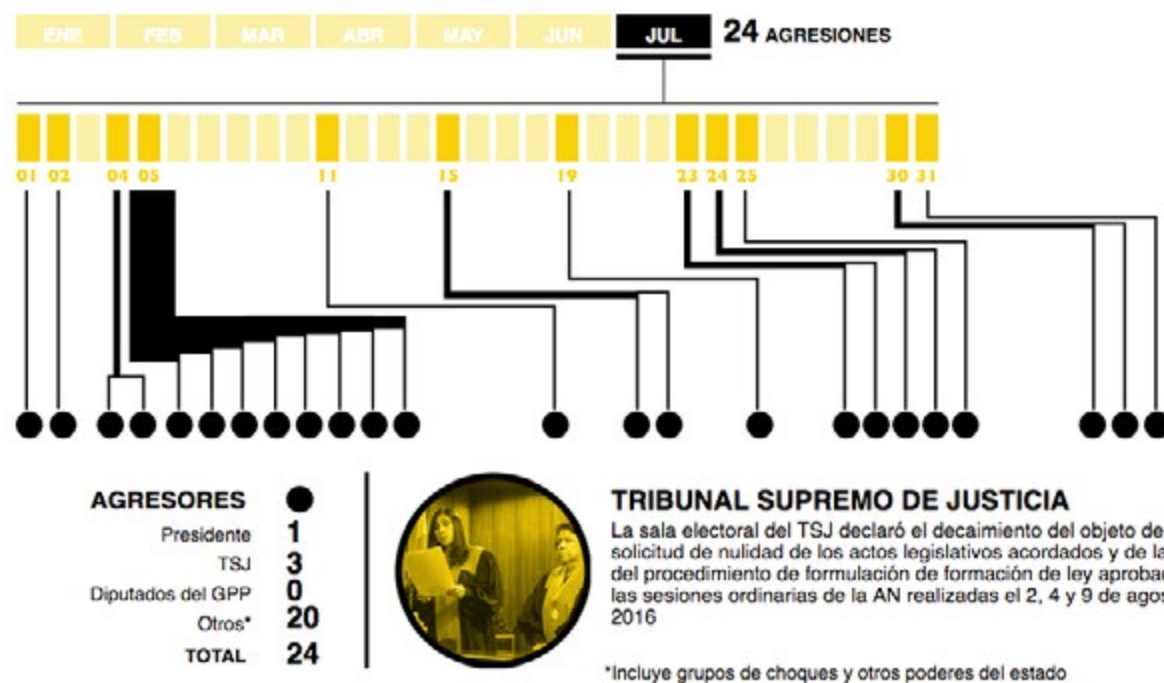 ENE FEB MAR ABR MAY JUN JUL 24 AGRESIONES
01 02 04 05 11 15 19 23 24 25 30 31
AGRESORES
Presidente 1
TSJ 3
Diputados del GPP 0
Otros* 20
TOTAL 24
TRIBUNAL SUPREMO DE JUSTICIA
La sala electoral del TSJ declaró el decaimiento del objeto de
solicitud de nulidad de los actos legislativos acordados y de la
del procedimiento de formulación de formación de ley
las sesiones ordinarias de la AN realizadas el 2, 4 y 9 de
2016
*Incluye grupos de choques y otros poderes del estado